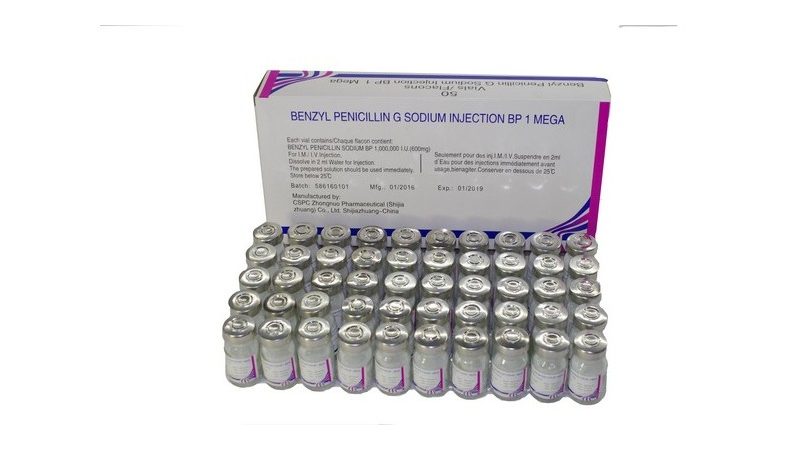 Benzyl Penicillin G Sodium Injection BP 1 Mega
Vials/Flacons
50
BENZYL PENICILLIN G SODIUM INJECTION BP 1 MEGA
Each vial contains/Chaque flacon contient:
BENZYL PENICILLIN SODIUM BP 1,000,000 I.U.(600mg)
For I.M./ I.V Injection.
Dissolve in 2 ml Water for Injection.
The prepared solution should be used immediately.
Store below 25℃
Seulement pour des inj.I.M./I.V.Suspendre en 2ml
d'Eau pour des injections immédiatement avant
usage,bienagiter Conserver en dessous de 25℃
Batch: 586160101 Mfg.: 01/2016 Exp.: 01/2019
Manufactured by:
CSPC Zhongnuo Pharmaceutical (Shijia
zhuang) Co., Ltd. Shijiazhuang-China